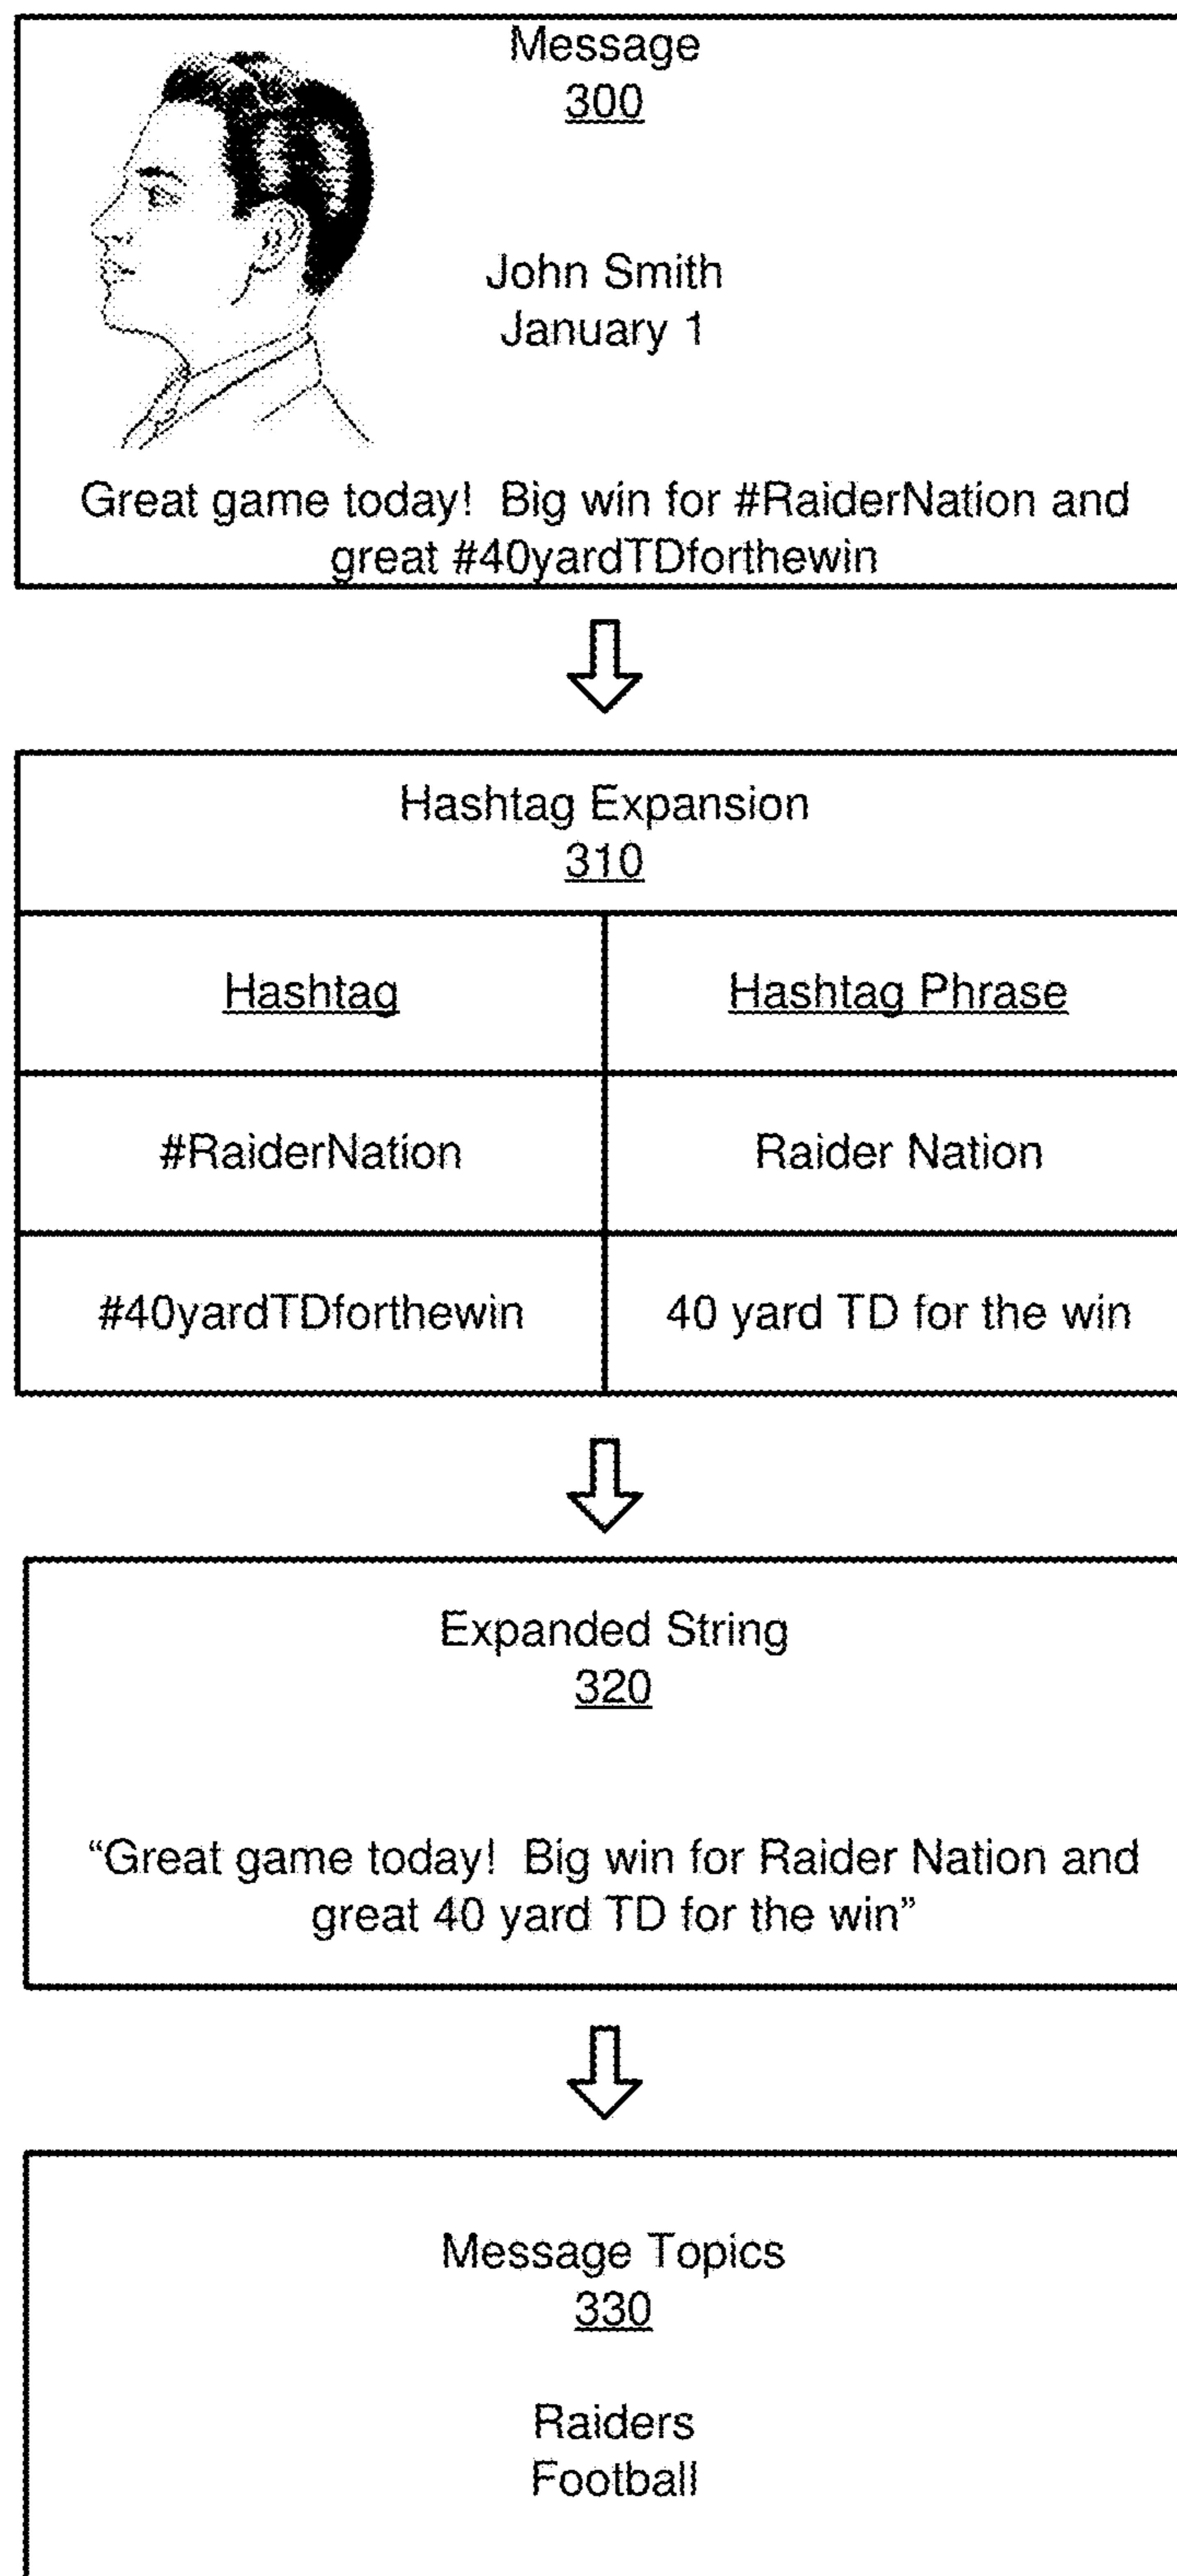 Message
300
John Smith
January 1
Great game today!  Big win for #RaiderNation and
great #40yardTDforthewin
Hashtag Expansion
310
Hashtag
Hashtag Phrase
#RaiderNation
Raider Nation
#40yardTDforthewin
40 yard TD for the win
Expanded String
320
“Great game today!  Big win for Raider Nation and
great 40 yard TD for the win”
Message Topics
330
Raiders
Football